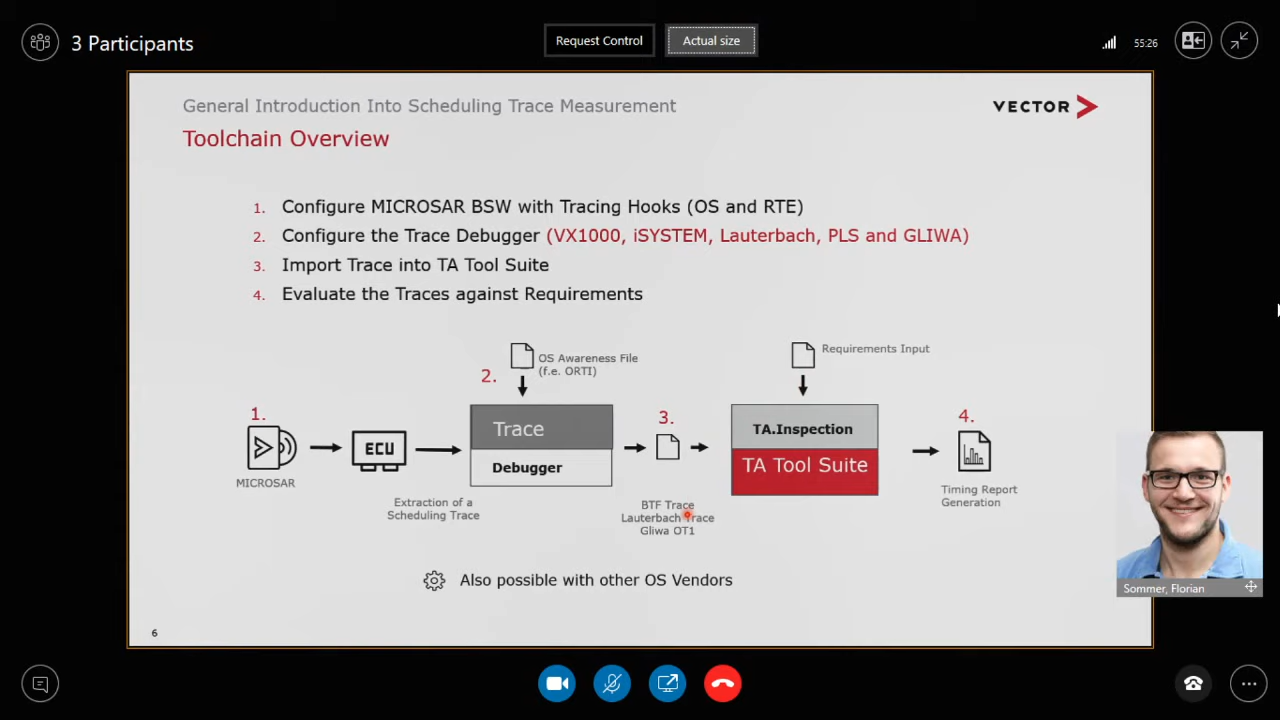 3 Participants
Request Control
Actual size
55:26
General Introduction Into Scheduling Trace Measurement
VECTOR
Toolchain Overview
1. Configure MICROSAR BSW with Tracing Hooks (OS and RTE)
2. Configure the Trace Debugger (VX1000, iSYSTEM, Lauterbach, PLS and GLIWA)
3. Import Trace into TA Tool Suite
4. Evaluate the Traces against Requirements
2.
OS Awareness File
(f.e. ORTI)
Requirements Input
1.
MICROSAR
ECU
Extraction of a
Scheduling Trace
Trace
Debugger
3.
BTF Trace
Lauterbach Trace
Gliwa OT1
TA.Inspection
TA Tool Suite
4.
Timing Report
Generation
Sommer, Florian
Also possible with other OS Vendors
6